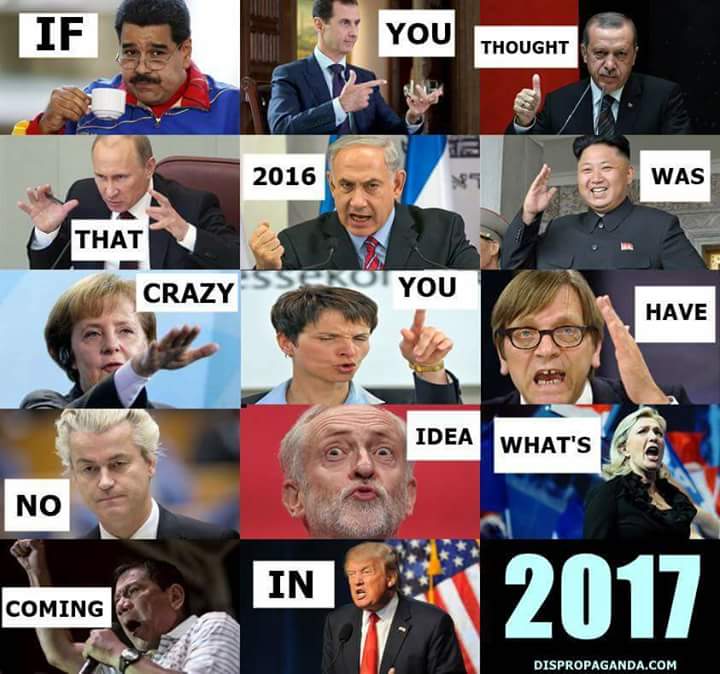 IF
YOU
THOUGHT
THAT
2016
WAS
CRAZY
YOU
HAVE
NO
IDEA
WHAT'S
COMING
IN
2017
DISPROPAGANDA.COM